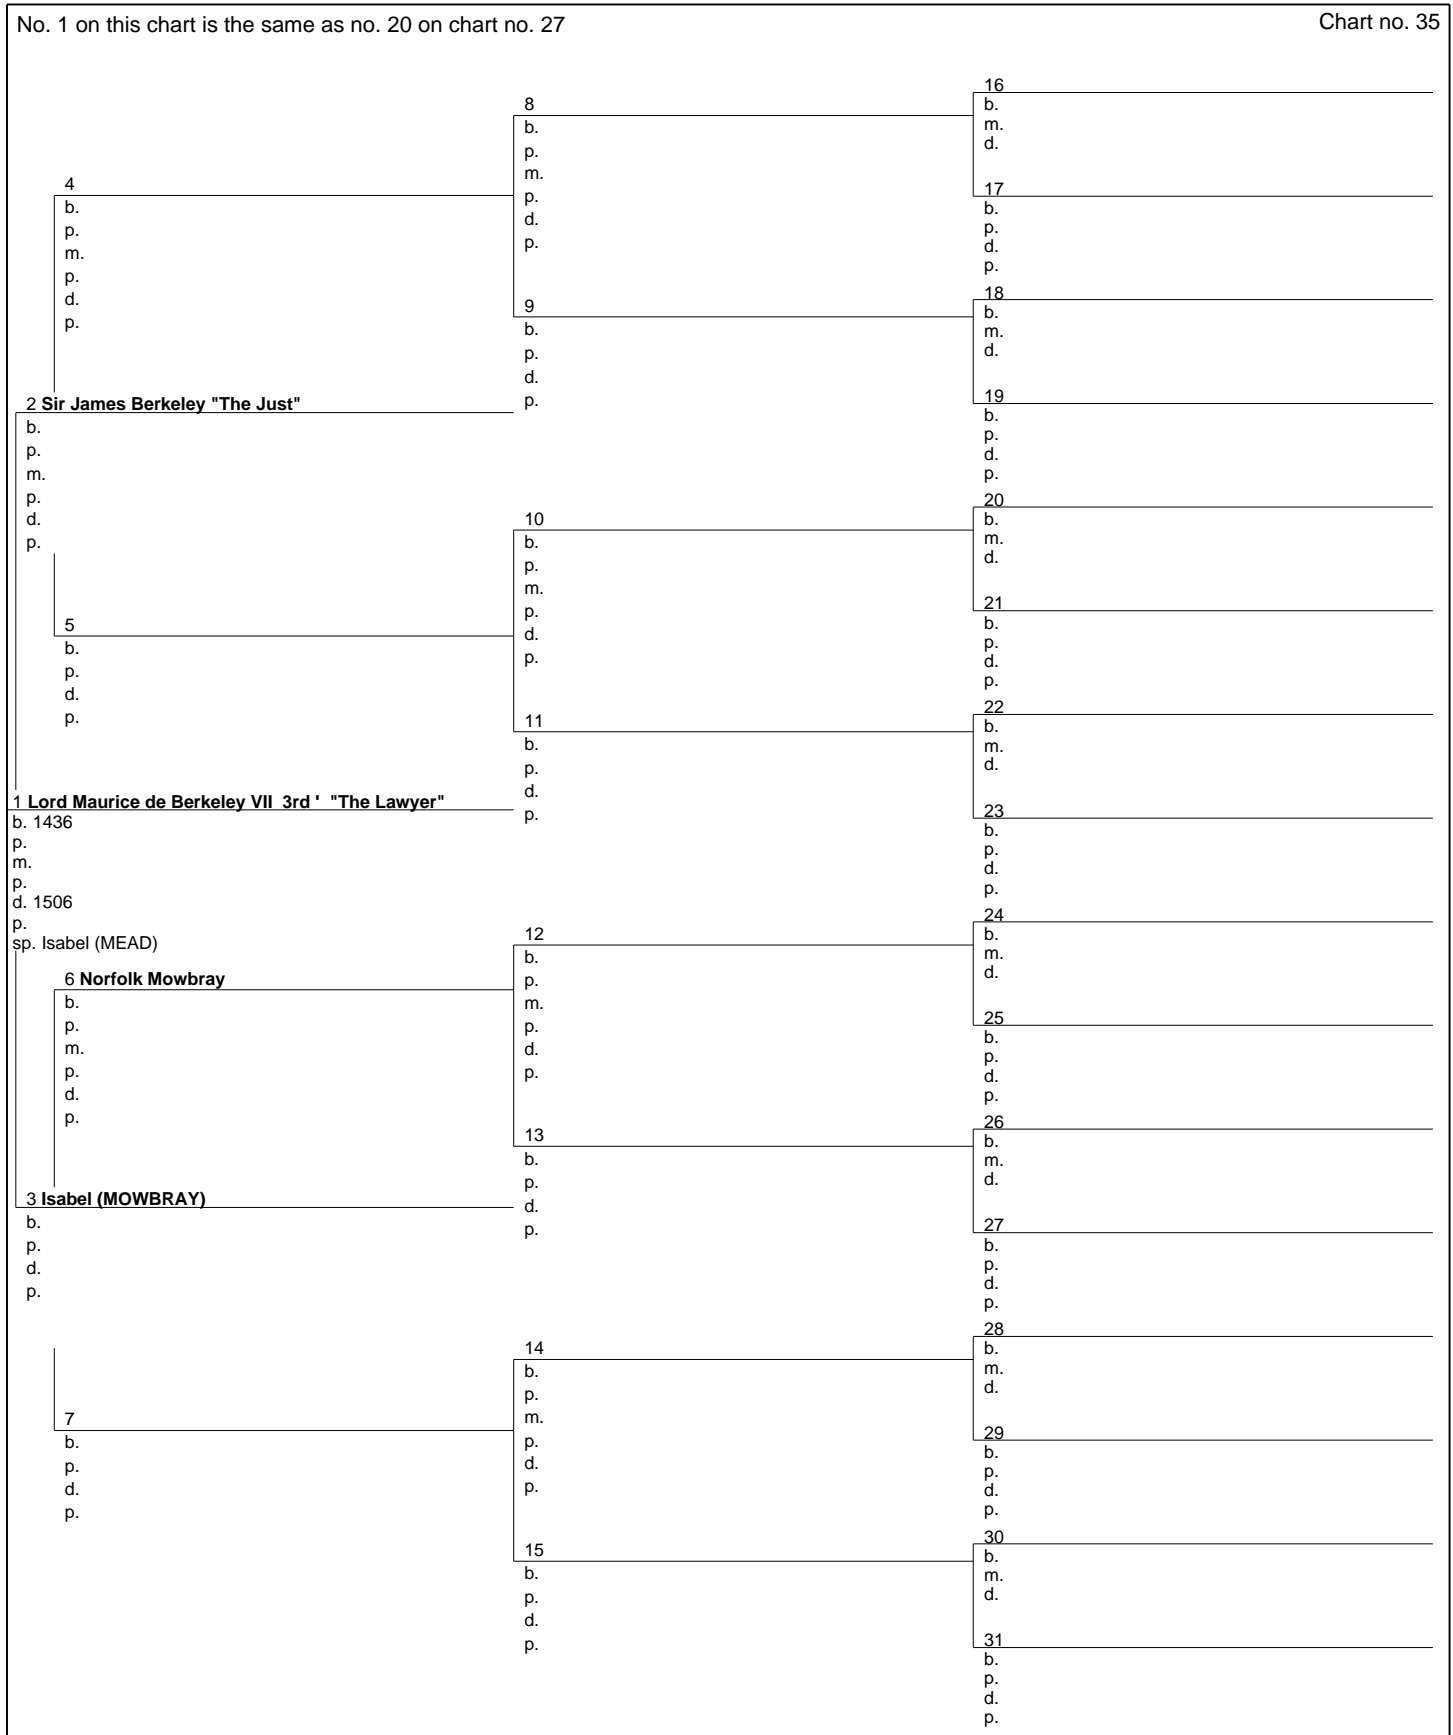 No. 1 on this chart is the same as no. 20 on chart no. 27
Chart no. 35
16
b.
m.
d.
8
b.
p.
m.
p.
d.
p.
17
b.
p.
d.
p.
4
b.
p.
m.
p.
d.
p.
18
b.
m.
d.
9
b.
p.
d.
p.
19
b.
p.
d.
p.
2 Sir James Berkeley "The Just"
b.
p.
m.
p.
d.
p.
20
b.
m.
d.
10
b.
p.
m.
p.
d.
p.
21
b.
p.
d.
p.
5
b.
p.
d.
p.
22
b.
m.
d.
11
b.
p.
d.
p.
23
b.
p.
d.
p.
1 Lord Maurice de Berkeley VII 3rd ' "The Lawyer"
b. 1436
p.
m.
p.
d. 1506
p.
sp. Isabel (MEAD)
24
b.
m.
d.
12
b.
p.
m.
p.
d.
p.
25
b.
p.
d.
p.
6 Norfolk Mowbray
b.
p.
m.
p.
d.
p.
26
b.
m.
d.
13
b.
p.
d.
p.
27
b.
p.
d.
p.
3 Isabel (MOWBRAY)
b.
p.
d.
p.
28
b.
m.
d.
14
b.
p.
m.
p.
d.
p.
29
b.
p.
d.
p.
7
b.
p.
d.
p.
30
b.
m.
d.
15
b.
p.
d.
p.
31
b.
p.
d.
p.